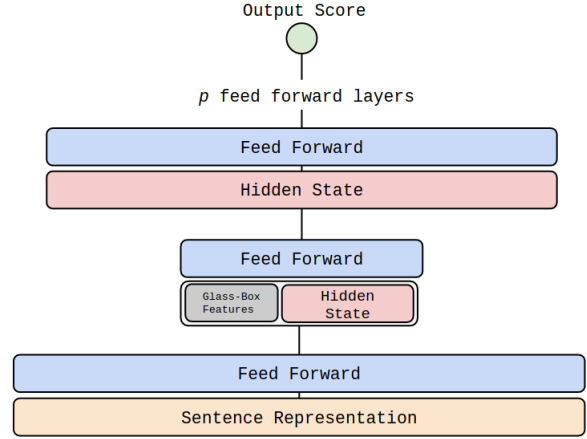 Output Score
p feed forward layers
Feed Forward
Hidden State
Feed Forward
Glass-Box
Features
Hidden
State
Feed Forward
Sentence Representation